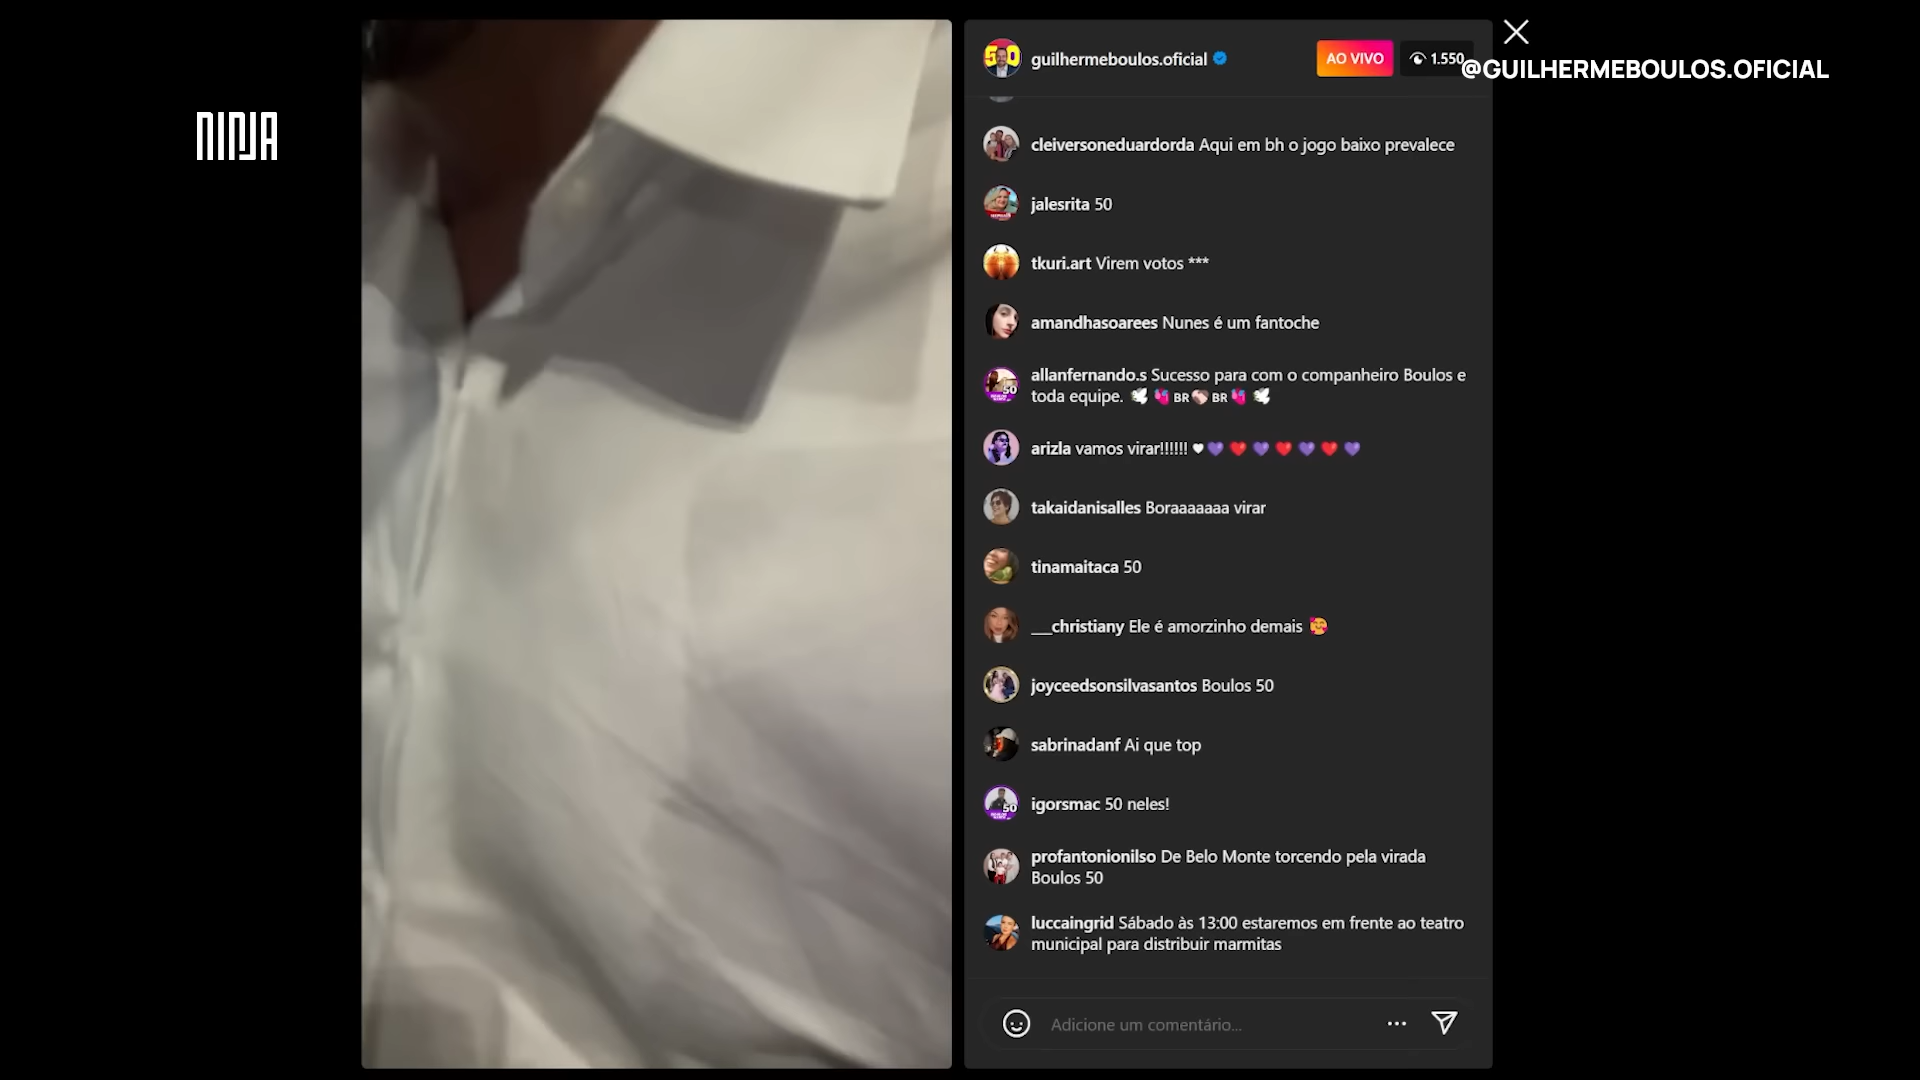 NINJA
guilhermeboulos.oficial
AO VIVO
1.550
@GUILHERMEBOULOS.OFICIAL
cleiversoneduardorda Aqui em bh o jogo baixo prevalece
jalesrita 50
tkuri.art Virem votos ***
amandhasoarees Nunes é um fantoche
allanfernando.s Sucesso para com o companheiro Boulos e
toda equipe. 🕊️ 💘 BR 🤝🏻 BR 💘 🕊️
arizla vamos virar!!!!!! ♥💜 ❤️ 💜 ❤️ 💜 ❤️ 💜
takaidanisalles Boraaaaaaa virar
tinamaitaca 50
___christiany Ele é amorzinho demais 🥰
joyceedsonsilvasantos Boulos 50
sabrinadanf Ai que top
igorsmac 50 neles!
profantonionilso De Belo Monte torcendo pela virada
Boulos 50
luccaingrid Sábado às 13:00 estaremos em frente ao teatro
municipal para distribuir marmitas
Adicione um comentário...